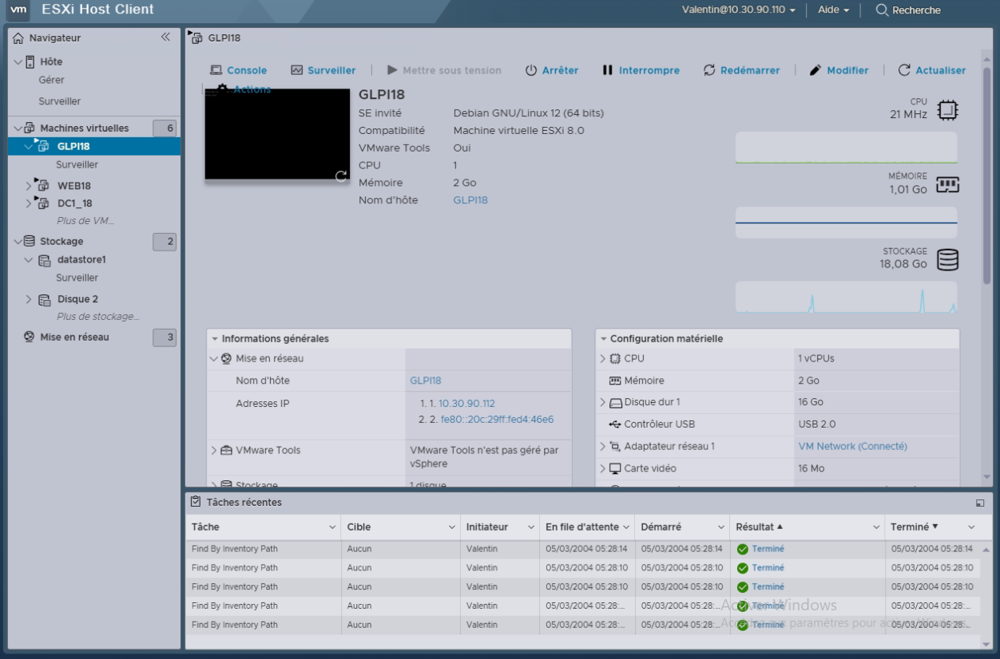 vm ESXi Host Client
Valentin@10.30.90.110 Aide Recherche
Navigateur
Hôte
Gérer
Surveiller
Machines virtuelles 6
GLPI18
Surveiller
WEB18
DC1_18
Plus de VM...
Stockage 2
datastore1
Surveiller
Disque 2
Plus de stockage...
Mise en réseau 3
GLPI18
Console Surveiller Mettre sous tension Arrêter Interrompre Redémarrer Modifier Actualiser
Actions
GLPI18
SE invité Debian GNU/Linux 12 (64 bits)
Compatibilité Machine virtuelle ESXi 8.0
VMware Tools Oui
CPU 1
Mémoire 2 Go
Nom d'hôte GLPI18
CPU
21 MHz
MÉMOIRE
1,01 Go
STOCKAGE
18,08 Go
Informations générales
Mise en réseau
Nom d'hôte GLPI18
Adresses IP 1. 1. 10.30.90.112
2. 2. fe80::20c:29ff:fed4:46e6
VMware Tools VMware Tools n'est pas géré par
vSphere
Stockage 1 disque
Configuration matérielle
CPU 1 vCPUs
Mémoire 2 Go
Disque dur 1 16 Go
Contrôleur USB USB 2.0
Adaptateur réseau 1 VM Network (Connecté)
Carte vidéo 16 Mo
Tâches récentes
Tâche Cible Initiateur En file d'attente Démarré Résultat Terminé
Find By Inventory Path Aucun Valentin 05/03/2004 05:28:14 05/03/2004 05:28:14 Terminé 05/03/2004 05:28:14
Find By Inventory Path Aucun Valentin 05/03/2004 05:28:10 05/03/2004 05:28:10 Terminé 05/03/2004 05:28:10
Find By Inventory Path Aucun Valentin 05/03/2004 05:28:10 05/03/2004 05:28:10 Terminé 05/03/2004 05:28:10
Find By Inventory Path Aucun Valentin 05/03/2004 05:28:... 05/03/2004 05:28:... Terminé 05/03/2004 05:28:...
Find By Inventory Path Aucun Valentin 05/03/2004 05:28:... 05/03/2004 05:28:... Terminé 05/03/2004 05:28:...
Activer Windows
Accédez aux paramètres pour activer Windows.